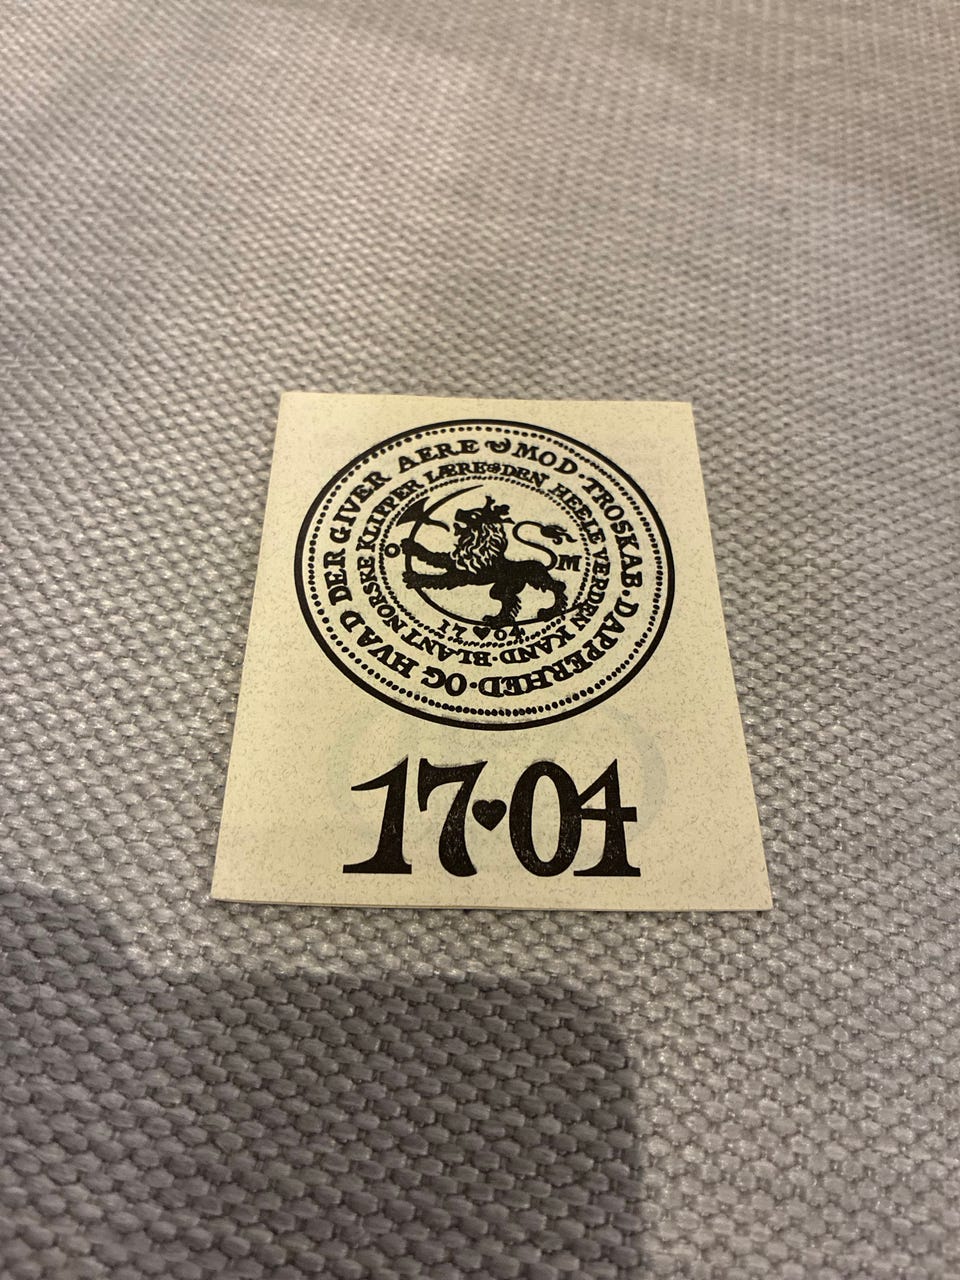 MOD · TROSKAB · DAPPERHED · OG HVAD DER GIVER AERE
DEN HEELE VERDEN KAND · BLANT NORSKE KLIPPER LÆRE
O M
17 04
17 04